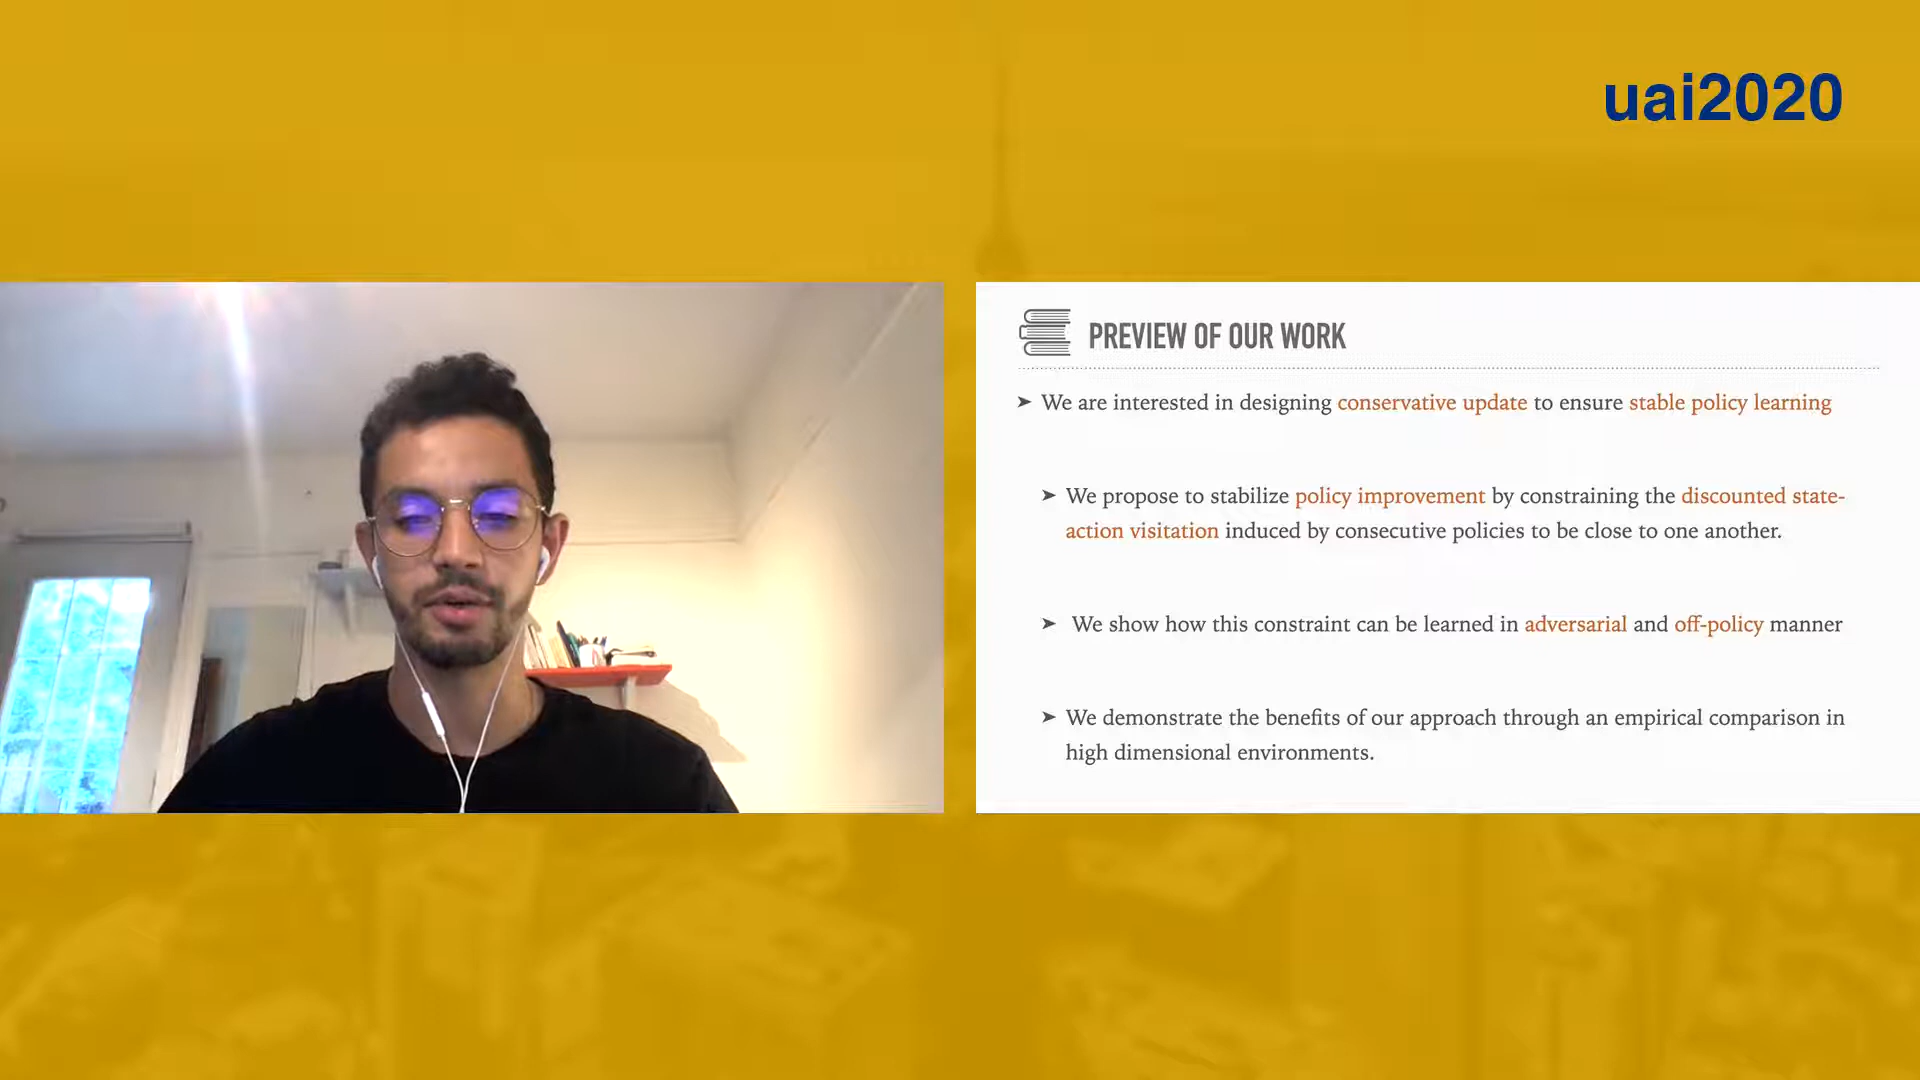 uai2020
PREVIEW OF OUR WORK
➤ We are interested in designing conservative update to ensure stable policy learning
➤ We propose to stabilize policy improvement by constraining the discounted state-
action visitation induced by consecutive policies to be close to one another.
➤ We show how this constraint can be learned in adversarial and off-policy manner
➤ We demonstrate the benefits of our approach through an empirical comparison in
high dimensional environments.